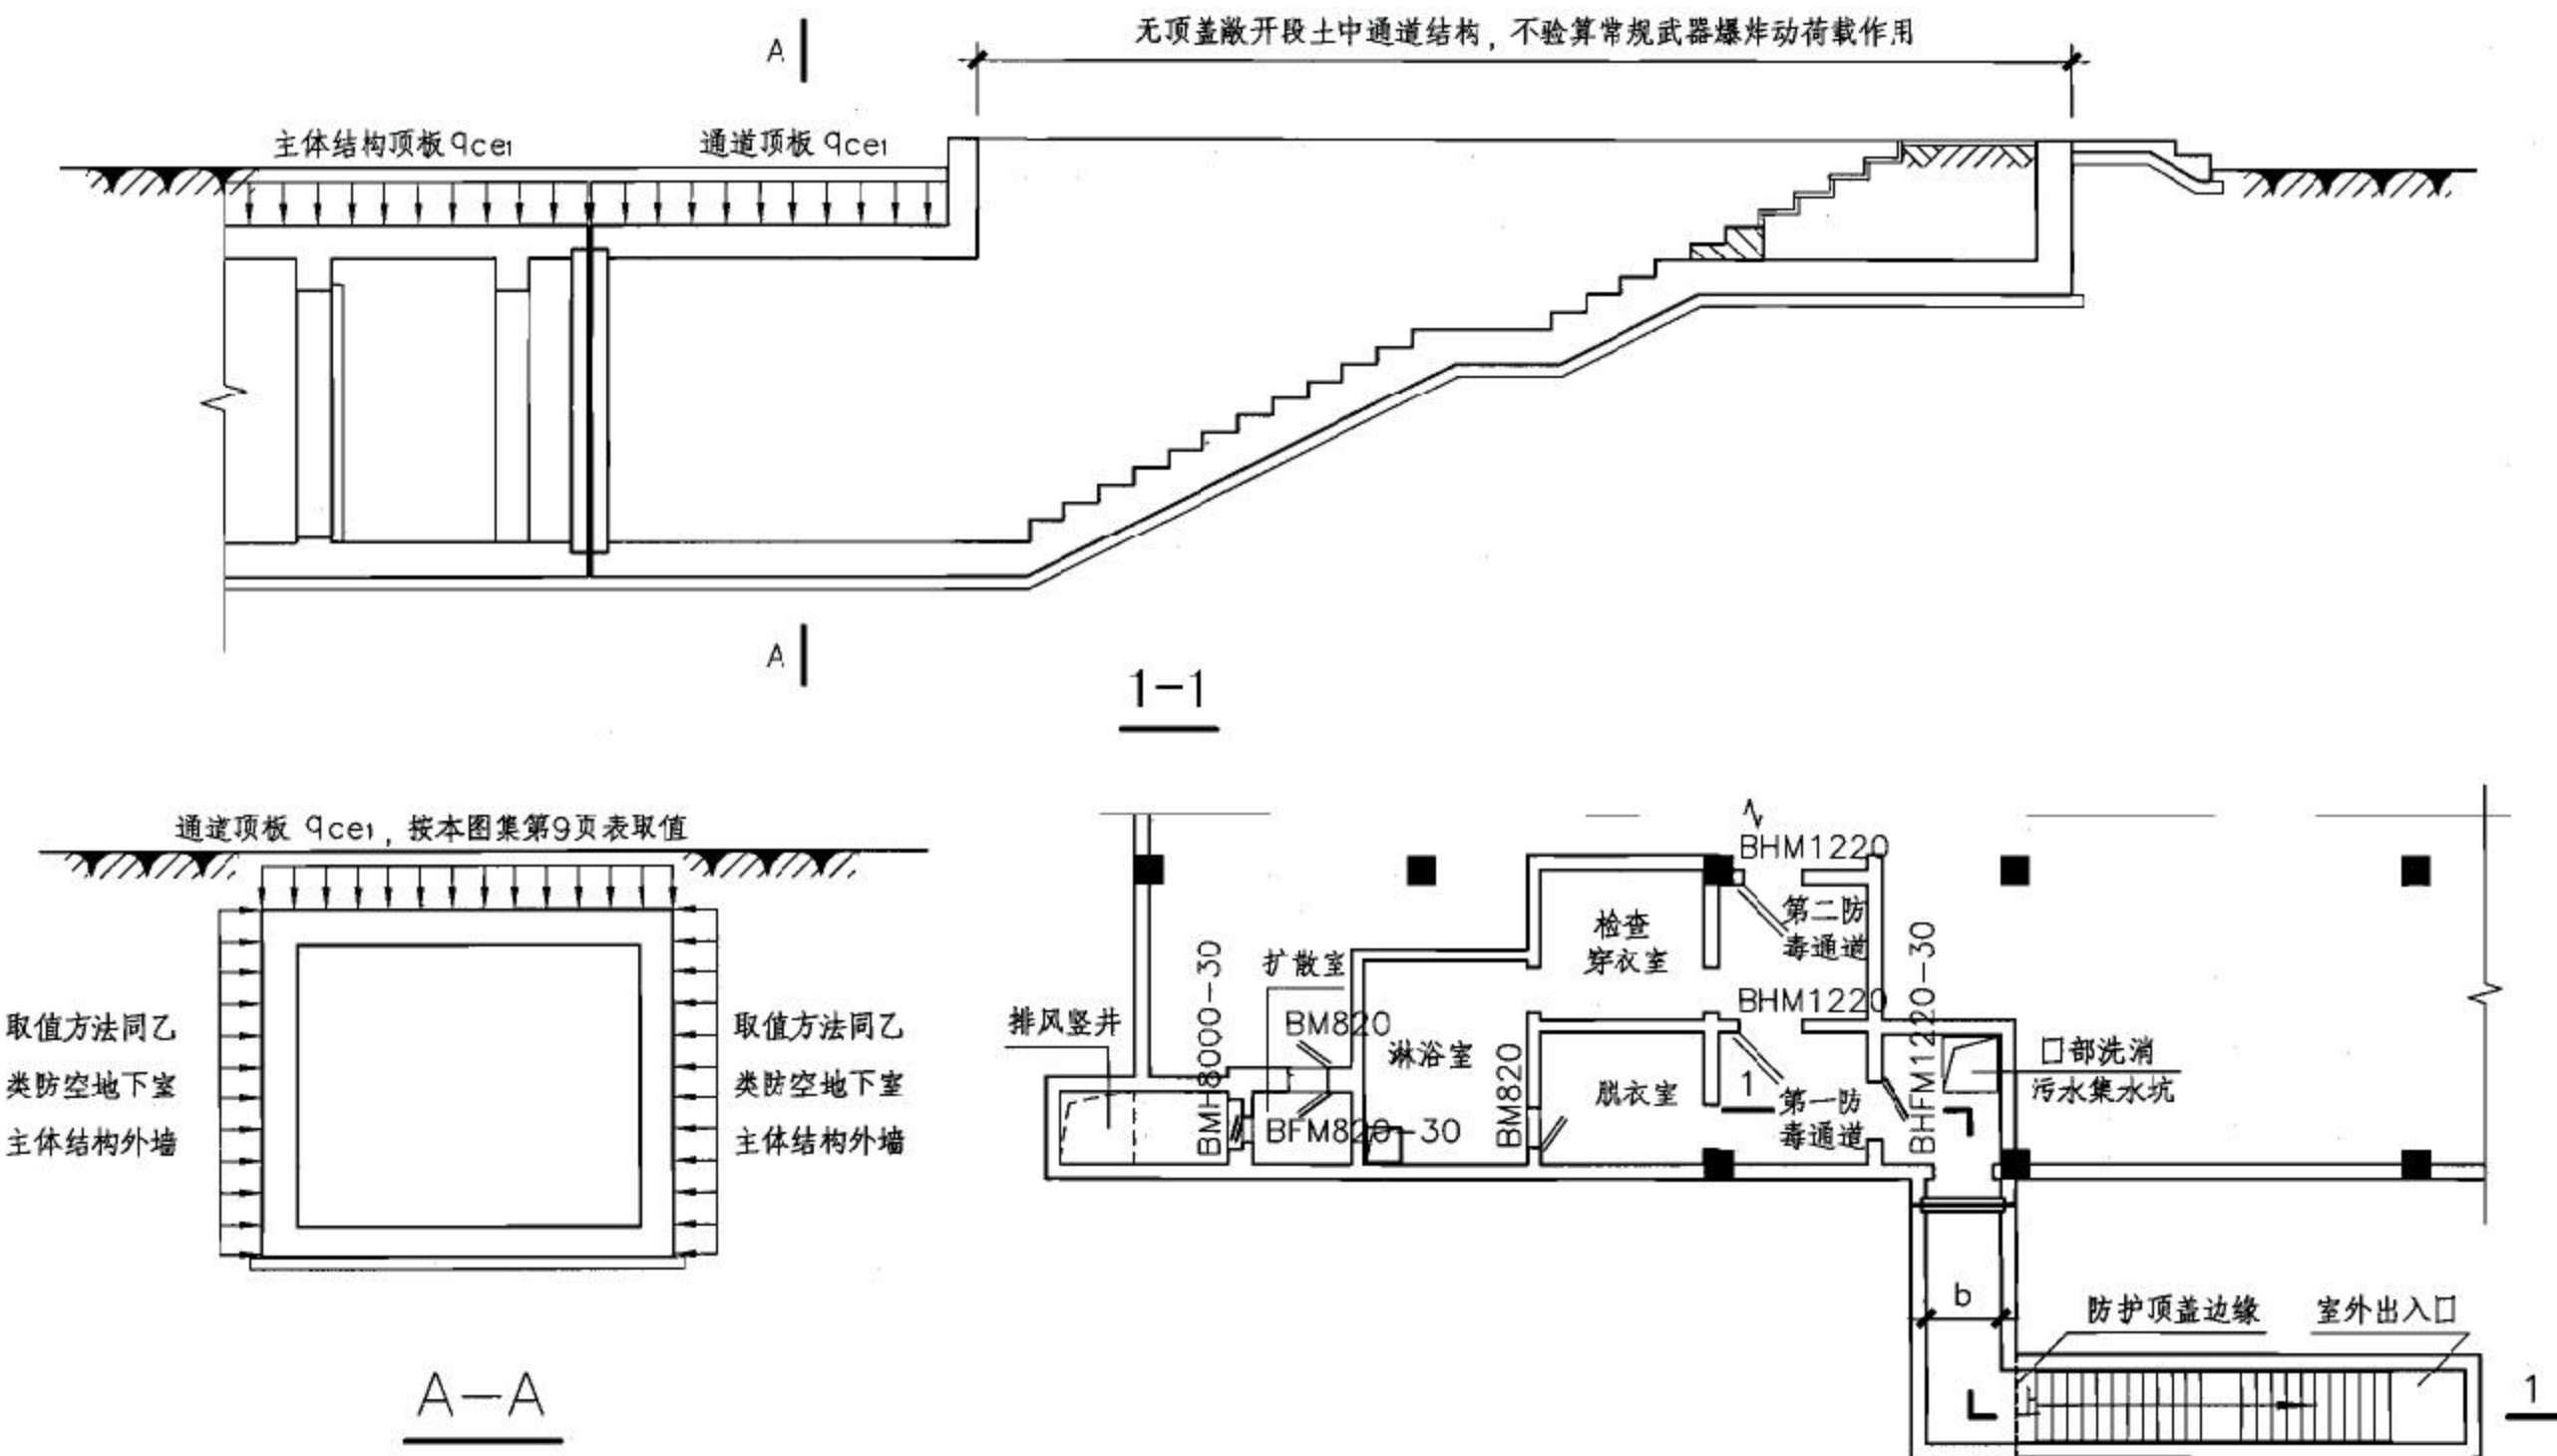 无顶盖敞开段土中通道结构，不验算常规武器爆炸动荷载作用
A
主体结构顶板 qce1
通道顶板 qce1
A
1-1
通道顶板 qce1，按本图集第9页表取值
取值方法同乙
类防空地下室
主体结构外墙
取值方法同乙
类防空地下室
主体结构外墙
A-A
BHM1220
第二防
毒通道
检查
穿衣室
BHM1220
BHFM1220-30
扩散室
BMH8000-30
排风竖井
BM820
淋浴室
BM820
脱衣室
1
第一防
毒通道
口部洗消
污水集水坑
BFM820-30
b
防护顶盖边缘
室外出入口
1